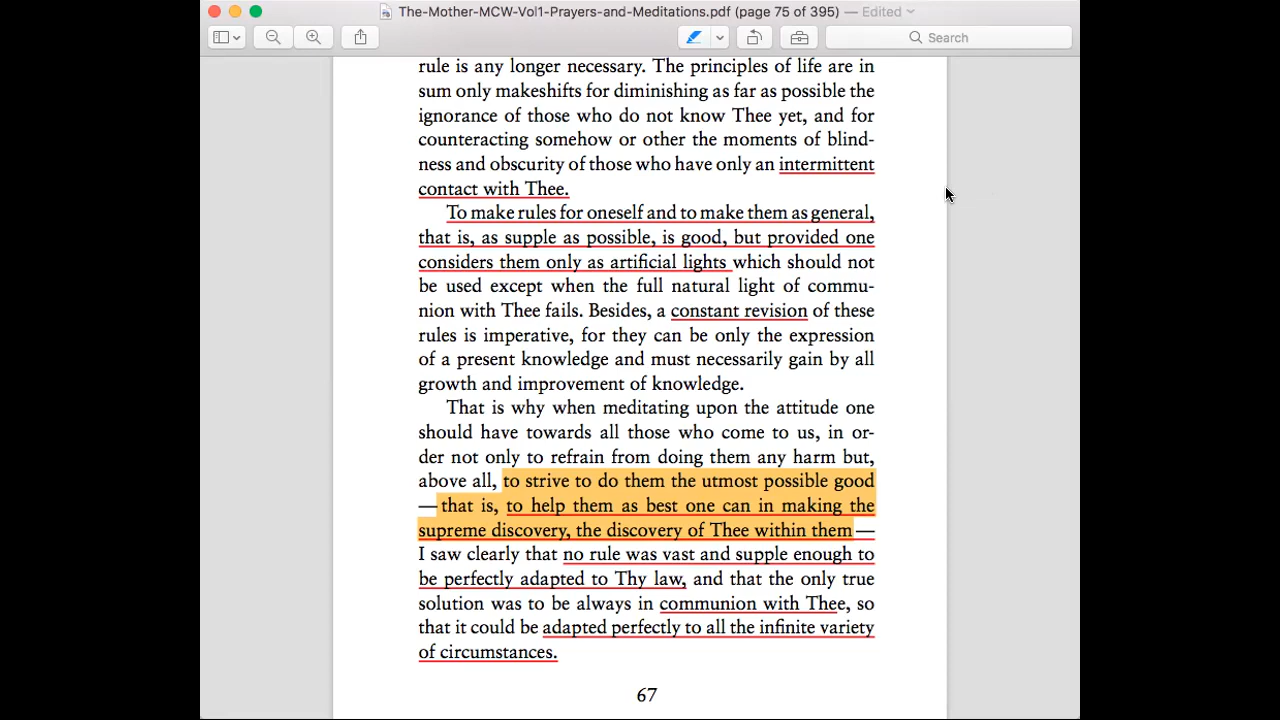 The-Mother-MCW-Vol1-Prayers-and-Meditations.pdf (page 75 of 395) — Edited
Search
rule is any longer necessary. The principles of life are in
sum only makeshifts for diminishing as far as possible the
ignorance of those who do not know Thee yet, and for
counteracting somehow or other the moments of blind-
ness and obscurity of those who have only an intermittent
contact with Thee.
To make rules for oneself and to make them as general,
that is, as supple as possible, is good, but provided one
considers them only as artificial lights which should not
be used except when the full natural light of commu-
nion with Thee fails. Besides, a constant revision of these
rules is imperative, for they can be only the expression
of a present knowledge and must necessarily gain by all
growth and improvement of knowledge.
That is why when meditating upon the attitude one
should have towards all those who come to us, in or-
der not only to refrain from doing them any harm but,
above all, to strive to do them the utmost possible good
— that is, to help them as best one can in making the
supreme discovery, the discovery of Thee within them —
I saw clearly that no rule was vast and supple enough to
be perfectly adapted to Thy law, and that the only true
solution was to be always in communion with Thee, so
that it could be adapted perfectly to all the infinite variety
of circumstances.
67